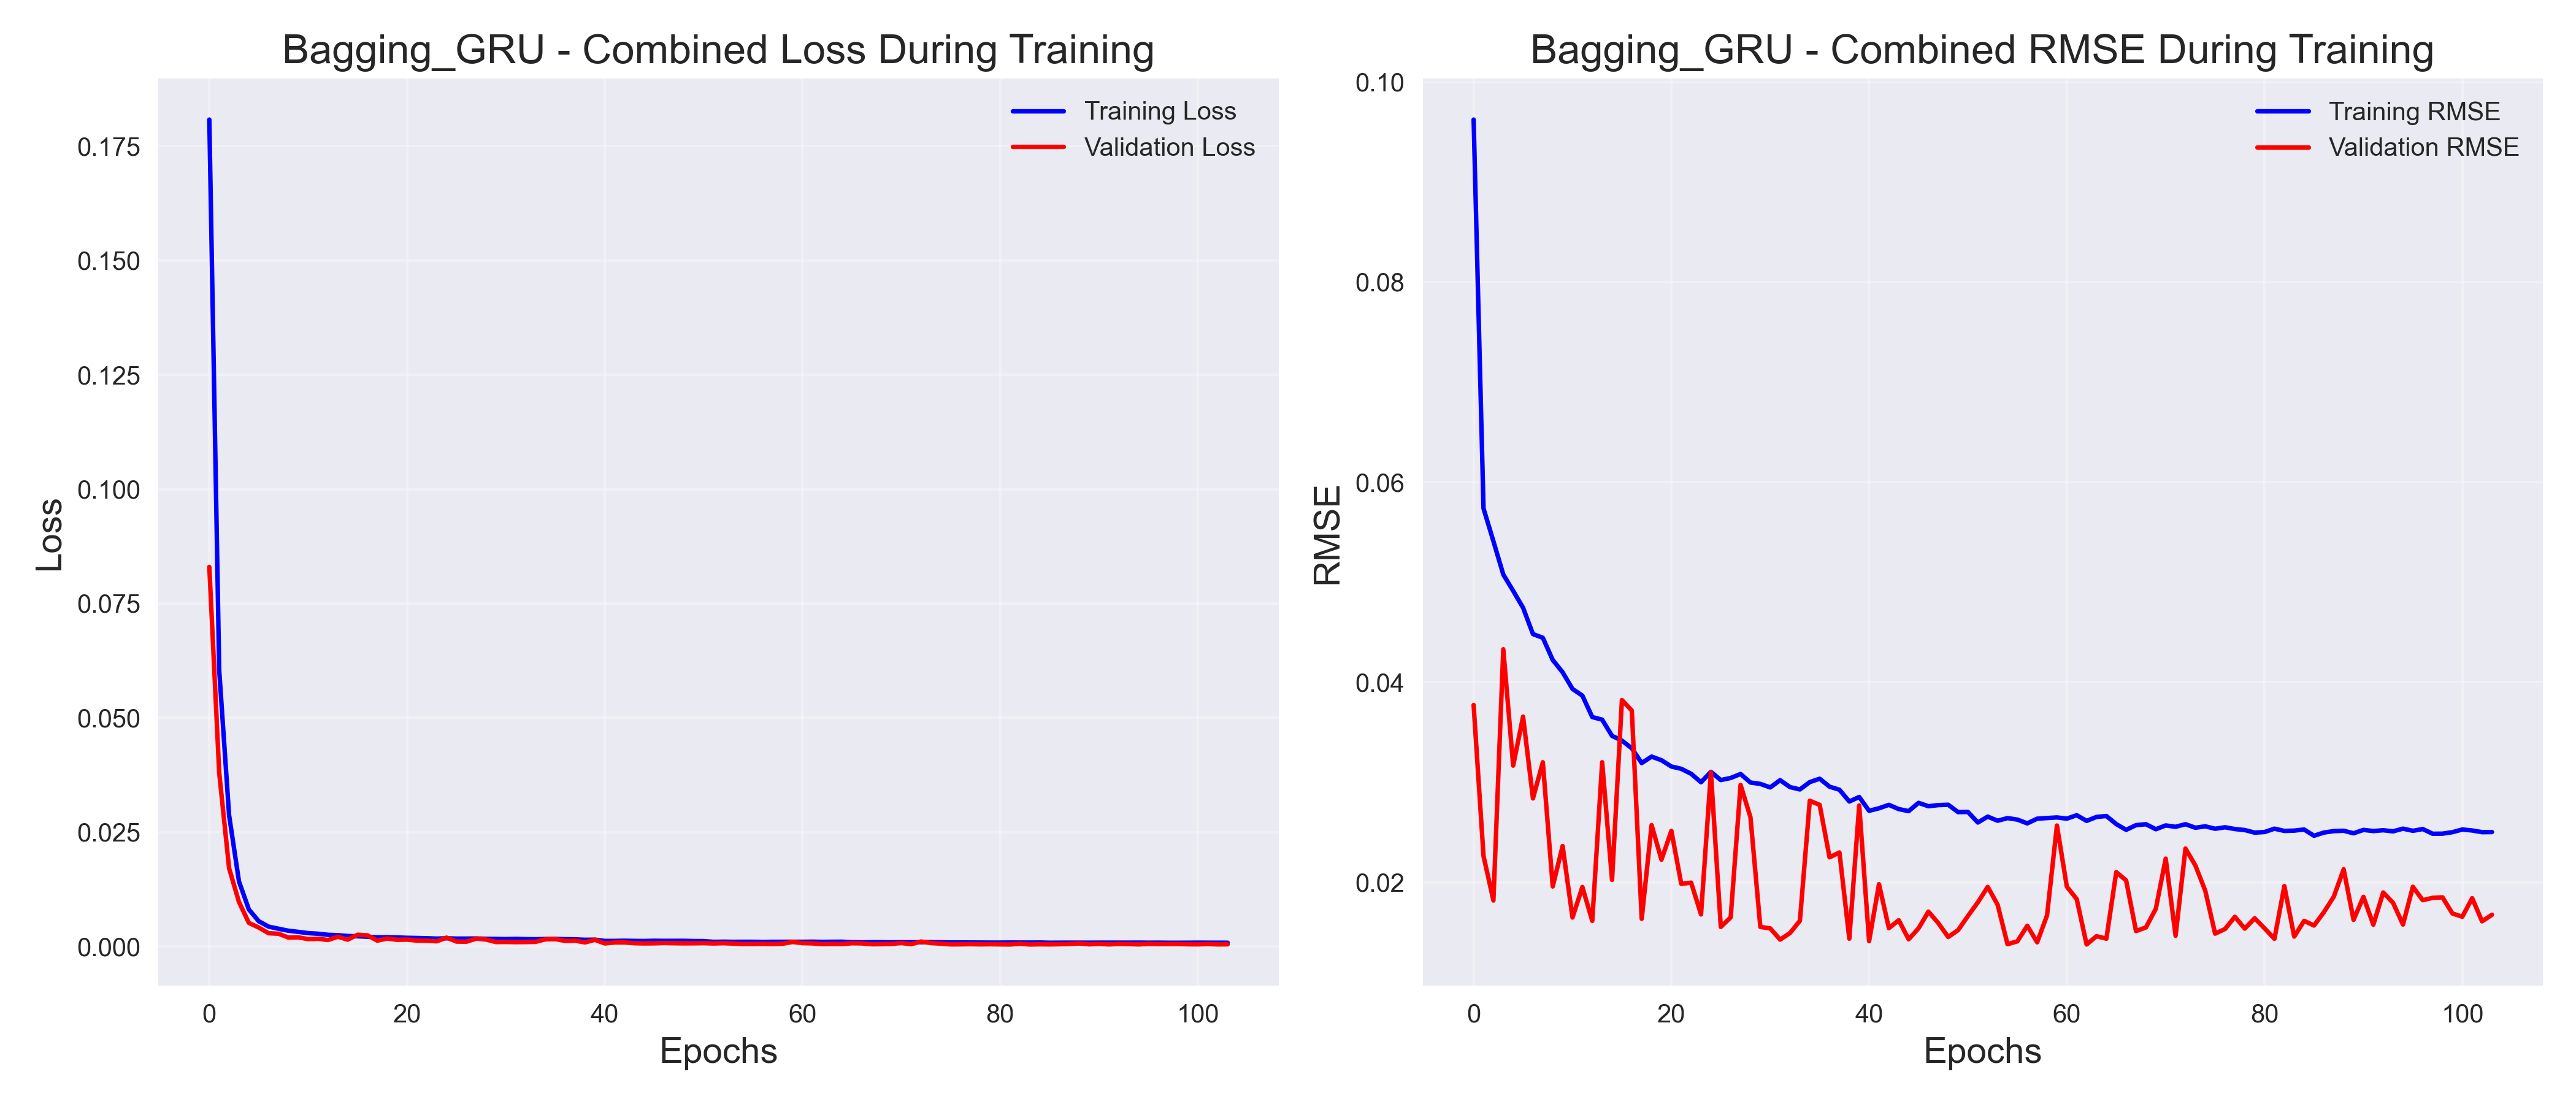 Bagging_GRU - Combined Loss During Training
Training Loss
Validation Loss
0.175
0.150
0.125
0.100
0.075
0.050
0.025
0.000
Loss
0
20
40
60
80
100
Epochs
Bagging_GRU - Combined RMSE During Training
Training RMSE
Validation RMSE
0.10
0.08
0.06
0.04
0.02
RMSE
0
20
40
60
80
100
Epochs